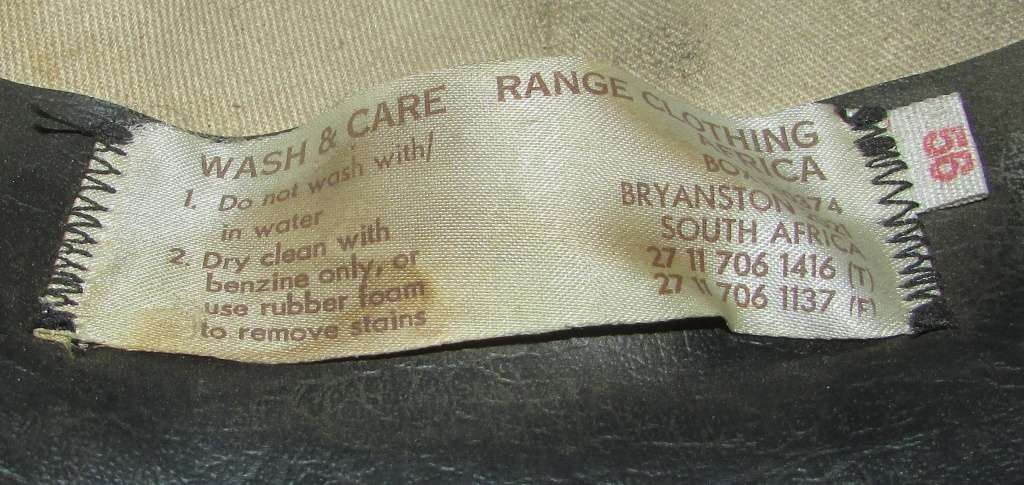 WASH & CARE
1. Do not wash with/
in water
2. Dry clean with
benzine only, or
use rubber foam
to remove stains
RANGE CLOTHING
AFRICA
BRYANSTON
SOUTH AFRICA
27 11 706 1416 (T)
27 11 706 1137 (F)
56